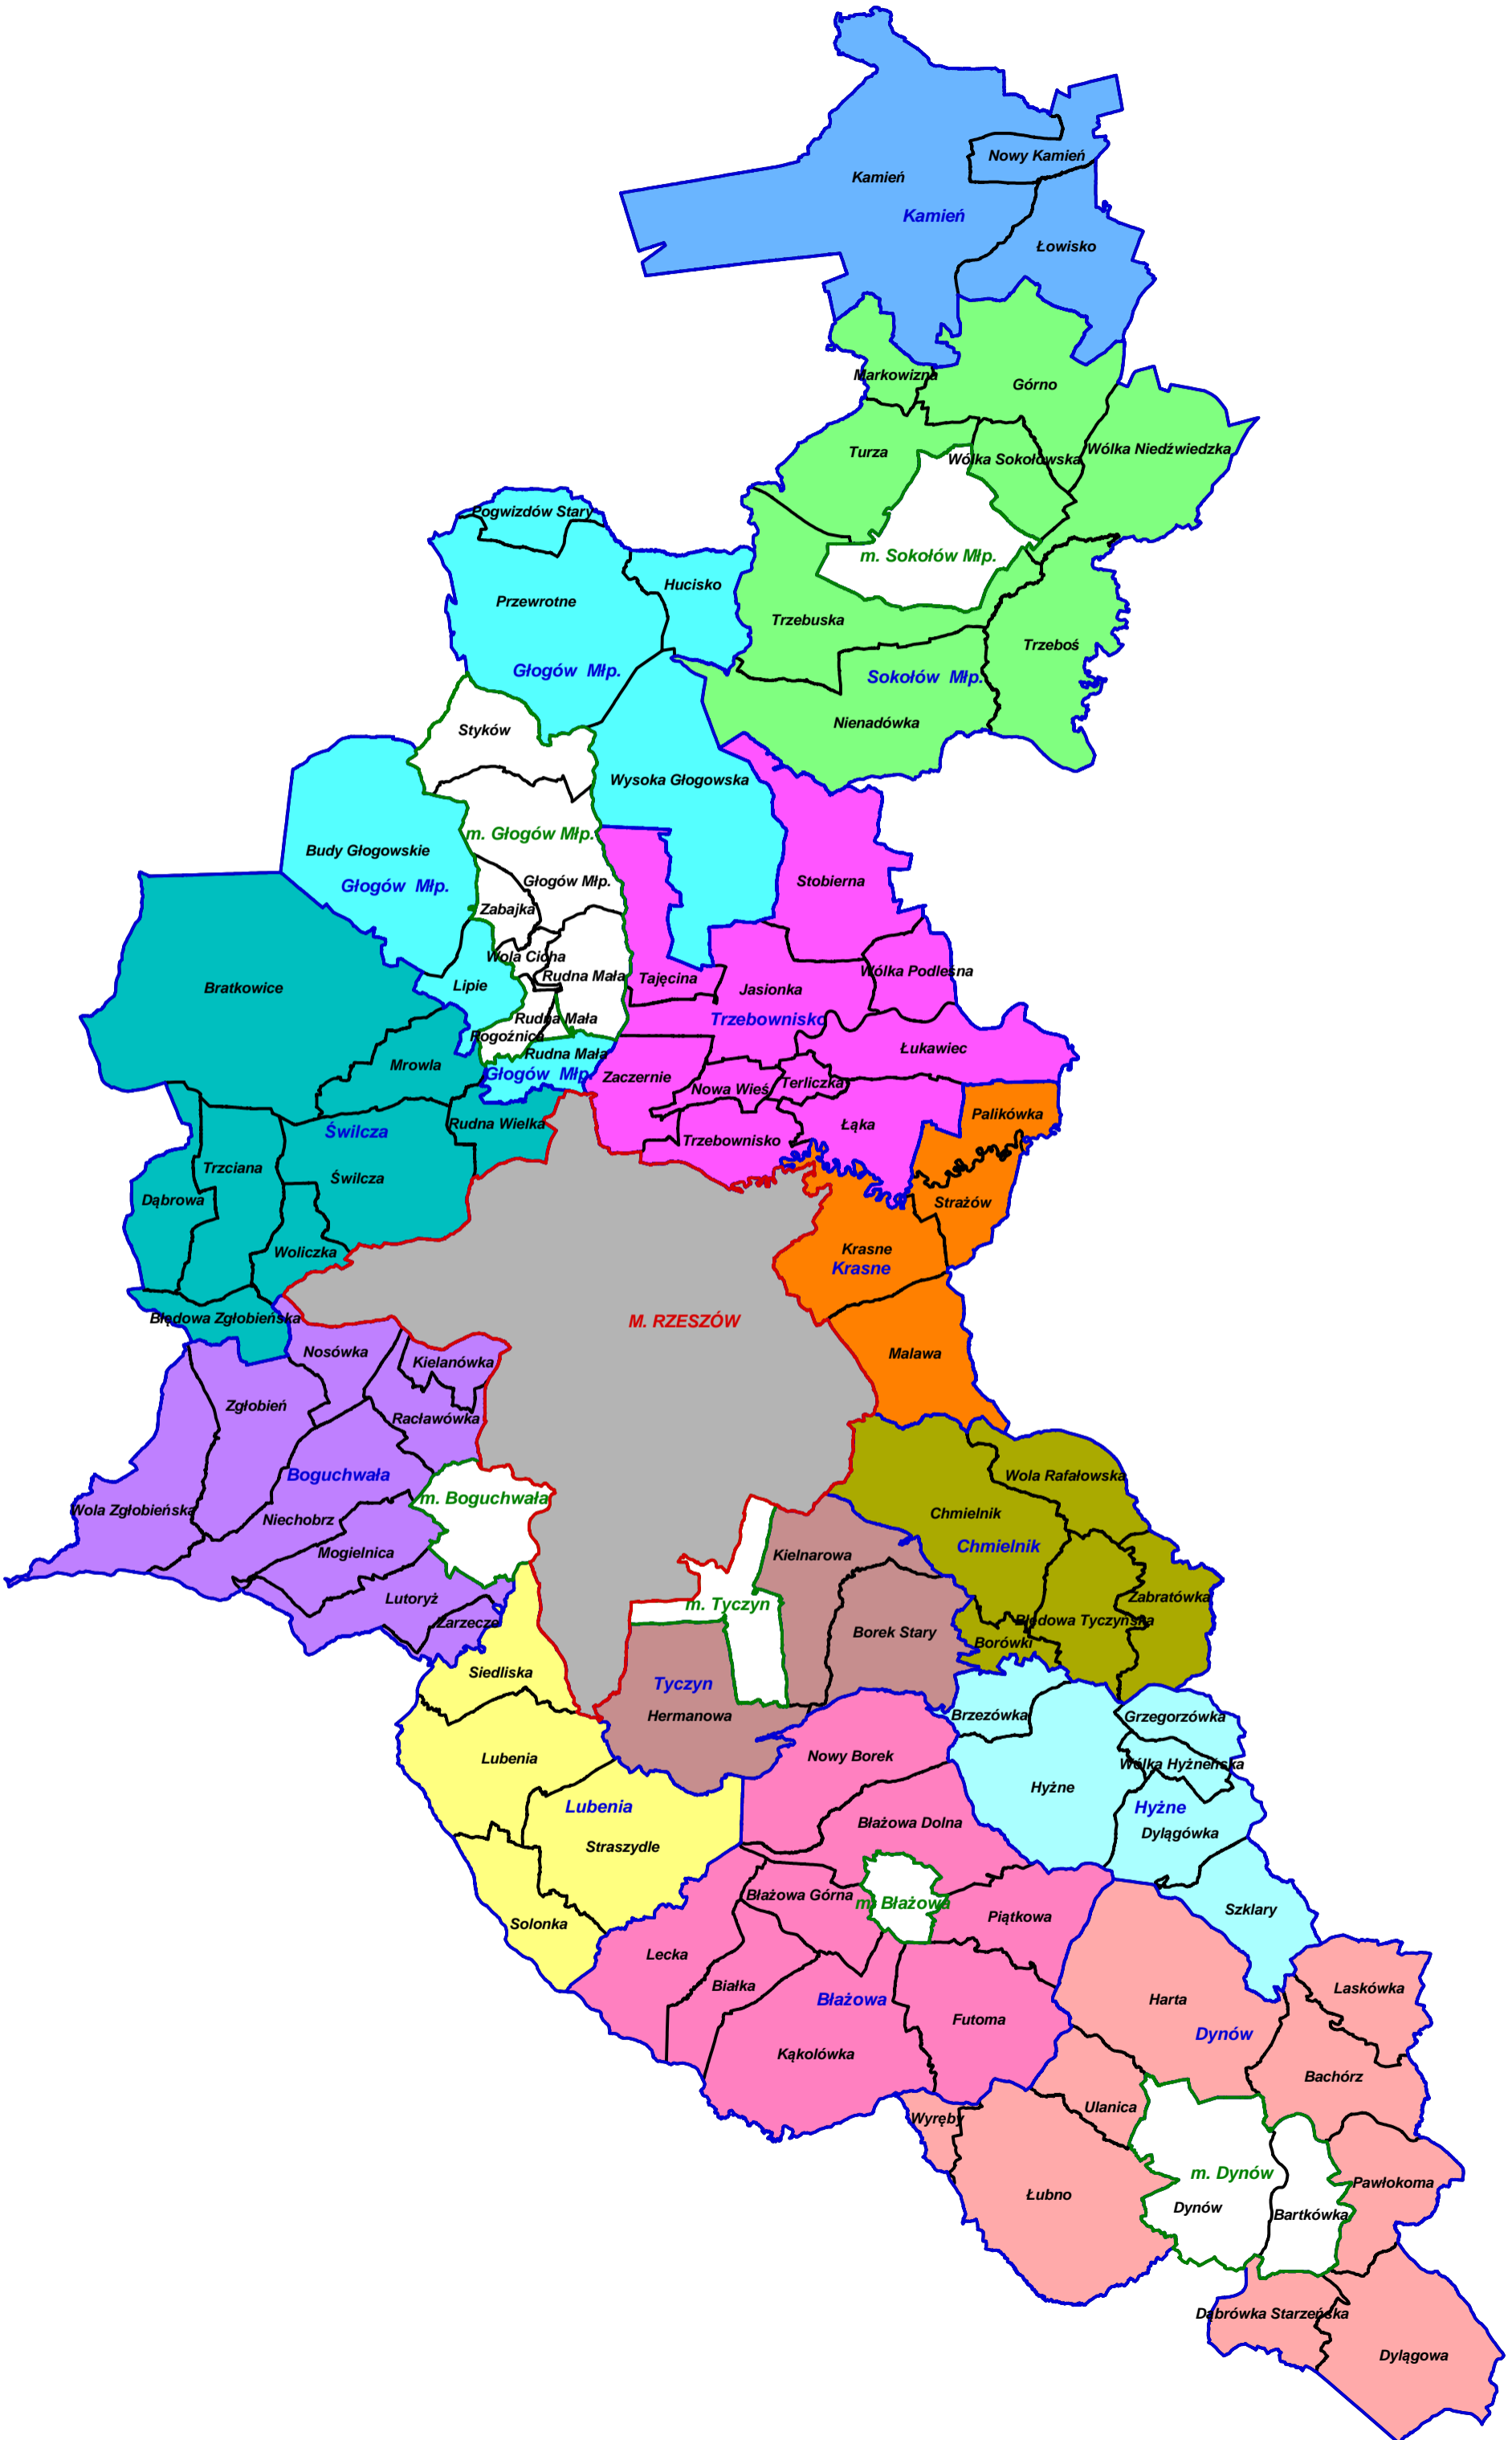 Nowy Kamień
Kamień
Kamień
Łowisko
Markowizna
Górno
Turza
Wólka Sokołowska
Wólka Niedźwiedzka
Pogwizdów Stary
m. Sokołów Młp.
Hucisko
Przewrotne
Trzebuska
Trzeboś
Głogów Młp.
Sokołów Młp.
Nienadówka
Styków
Wysoka Głogowska
m. Głogów Młp.
Budy Głogowskie
Głogów Młp.
Głogów Młp.
Stobierna
Zabajka
Wola Cicha
Rudna Mała
Tajęcina
Wólka Podleśna
Bratkowice
Lipie
Jasionka
Rudna Mała
Trzebownisko
Rogoźnica
Rudna Mała
Łukawiec
Mrowla
Głogów Młp.
Zaczernie
Nowa Wieś
Terliczka
Palikówka
Rudna Wielka
Świlcza
Trzebownisko
Łąka
Trzciana
Świlcza
Dąbrowa
Strażów
Woliczka
Krasne
Krasne
Błędowa Zgłobieńska
M. RZESZÓW
Nosówka
Kielanówka
Malawa
Zgłobień
Racławówka
Boguchwała
Wola Rafałowska
m. Boguchwała
Wola Zgłobieńska
Niechobrz
Chmielnik
Chmielnik
Mogielnica
Kielnarowa
Lutoryż
Zabratówka
m. Tyczyn
Zarzecze
Błędowa Tyczyńska
Borek Stary
Borówki
Siedliska
Tyczyn
Hermanowa
Brzezówka
Grzegorzówka
Lubenia
Nowy Borek
Wólka Hyżneńska
Hyżne
Lubenia
Hyżne
Błażowa Dolna
Dylągówka
Straszydle
Błażowa Górna
m. Błażowa
Szklary
Solonka
Piątkowa
Lecka
Białka
Laskówka
Błażowa
Harta
Futoma
Dynów
Kąkolówka
Bachórz
Ulanica
Wyręby
m. Dynów
Pawłokoma
Łubno
Dynów
Bartkówka
Dąbrówka Starzeńska
Dylągowa